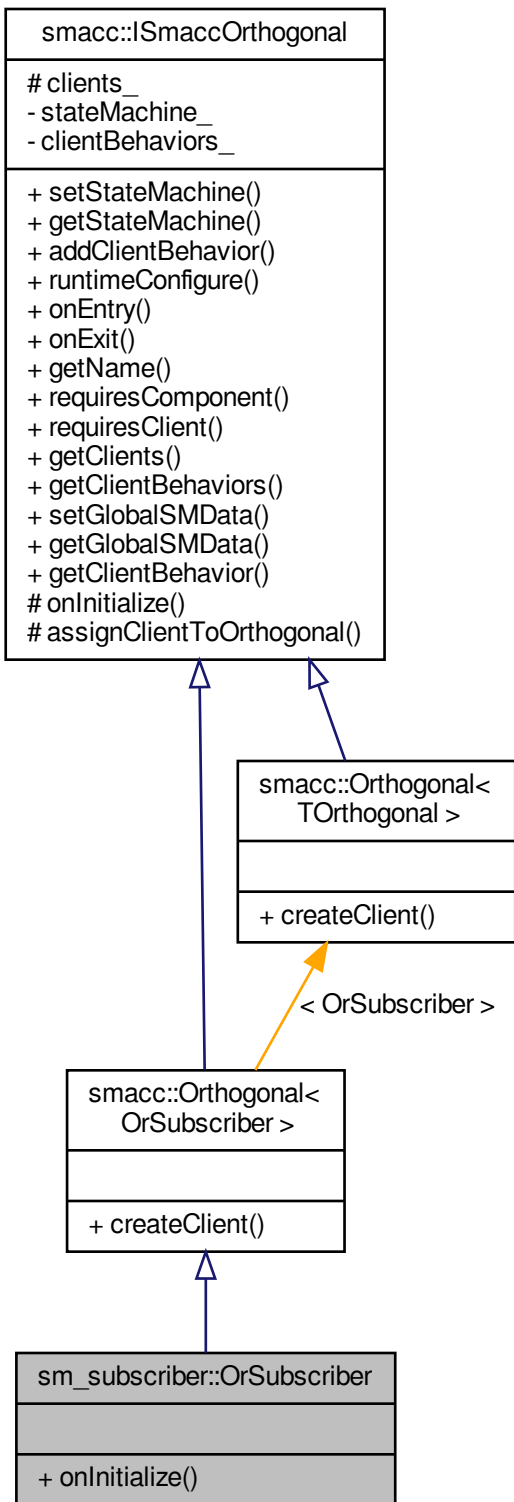 smacc::ISmaccOrthogonal
# clients_
- stateMachine_
- clientBehaviors_
+ setStateMachine()
+ getStateMachine()
+ addClientBehavior()
+ runtimeConfigure()
+ onEntry()
+ onExit()
+ getName()
+ requiresComponent()
+ requiresClient()
+ getClients()
+ getClientBehaviors()
+ setGlobalSMData()
+ getGlobalSMData()
+ getClientBehavior()
# onInitialize()
# assignClientToOrthogonal()
smacc::Orthogonal<
TOrthogonal >
+ createClient()
< OrSubscriber >
smacc::Orthogonal<
OrSubscriber >
+ createClient()
sm_subscriber::OrSubscriber
+ onInitialize()